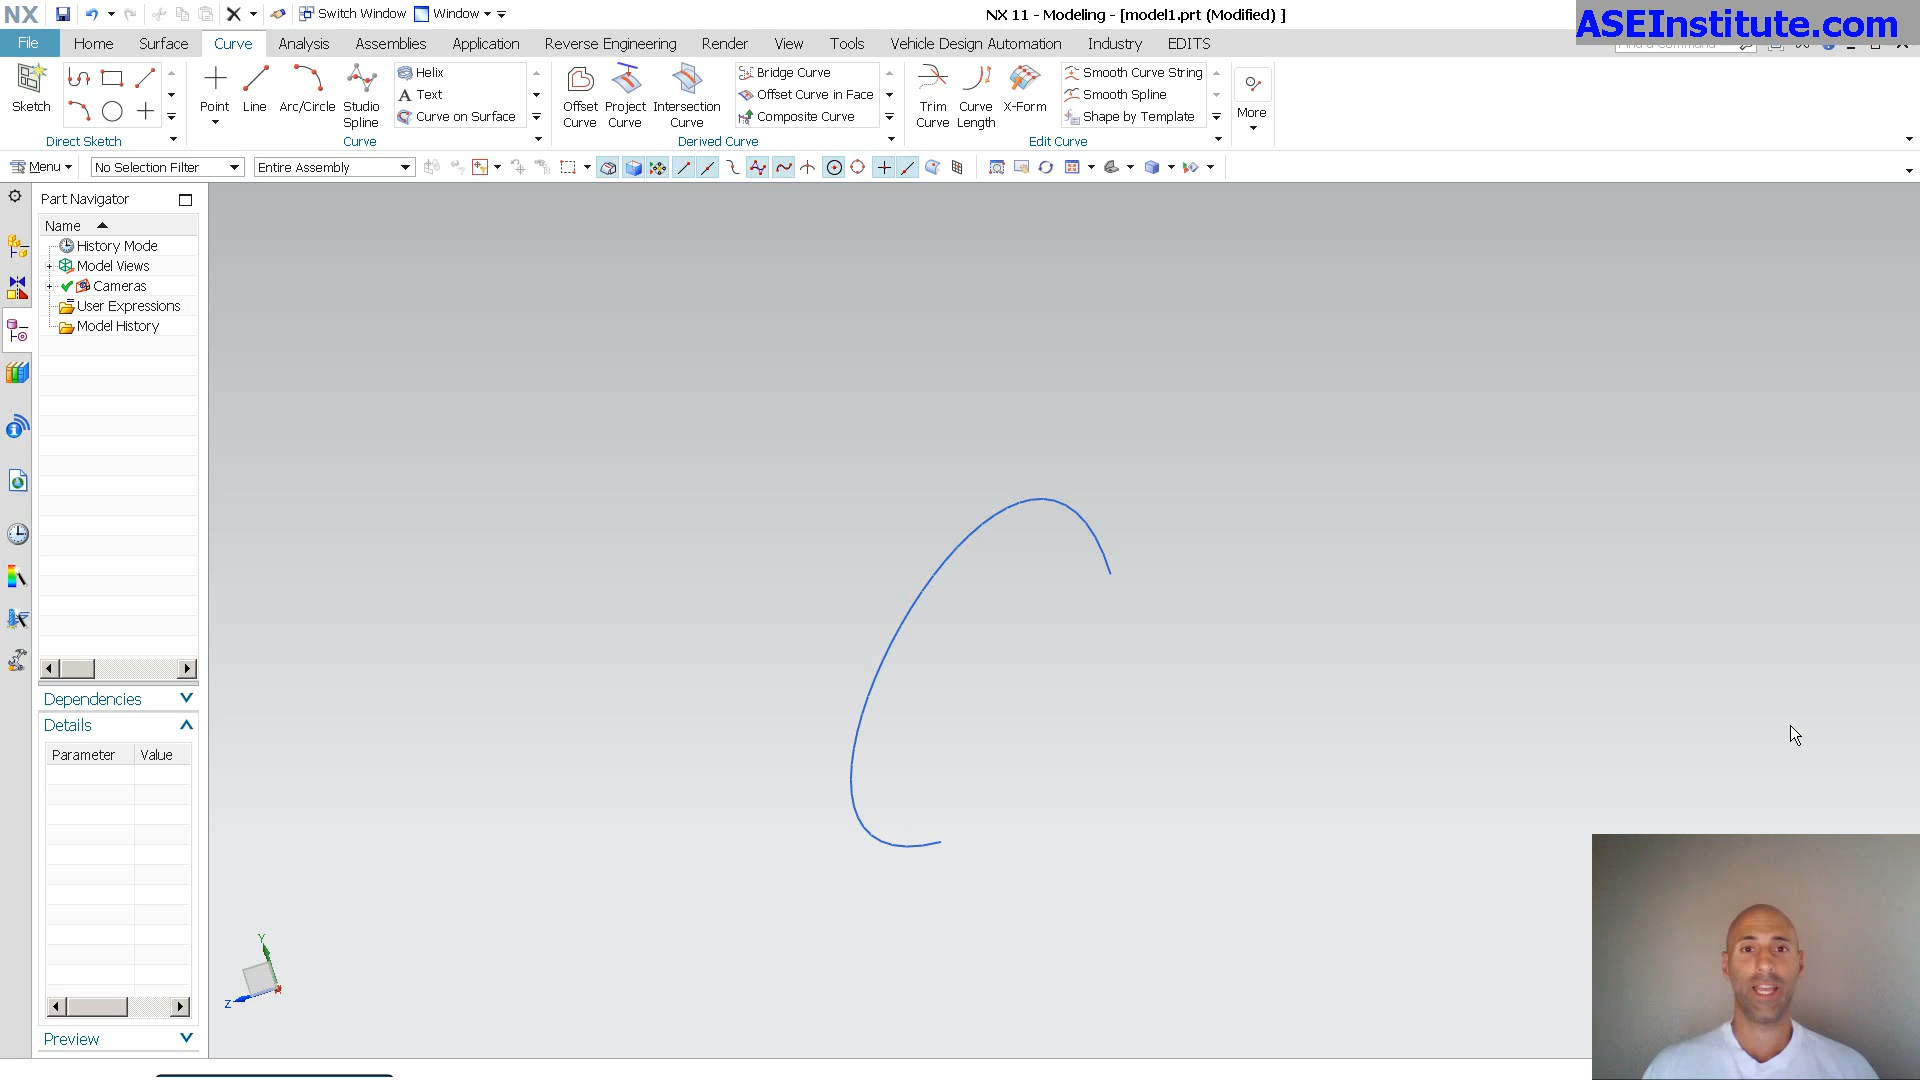 NX
Switch Window
Window
NX 11 - Modeling - [model1.prt (Modified) ]
ASEInstitute.com
File
Home
Surface
Curve
Analysis
Assemblies
Application
Reverse Engineering
Render
View
Tools
Vehicle Design Automation
Industry
EDITS
Sketch
Direct Sketch
Point
Line
Arc/Circle
Studio
Spline
Helix
Text
Curve on Surface
Curve
Offset
Curve
Project
Curve
Intersection
Curve
Bridge Curve
Offset Curve in Face
Composite Curve
Derived Curve
Trim
Curve
Curve
Length
X-Form
Smooth Curve String
Smooth Spline
Shape by Template
Edit Curve
More
Menu
No Selection Filter
Entire Assembly
Part Navigator
Name
History Mode
Model Views
Cameras
User Expressions
Model History
Dependencies
Details
Parameter
Value
Preview
Y
Z